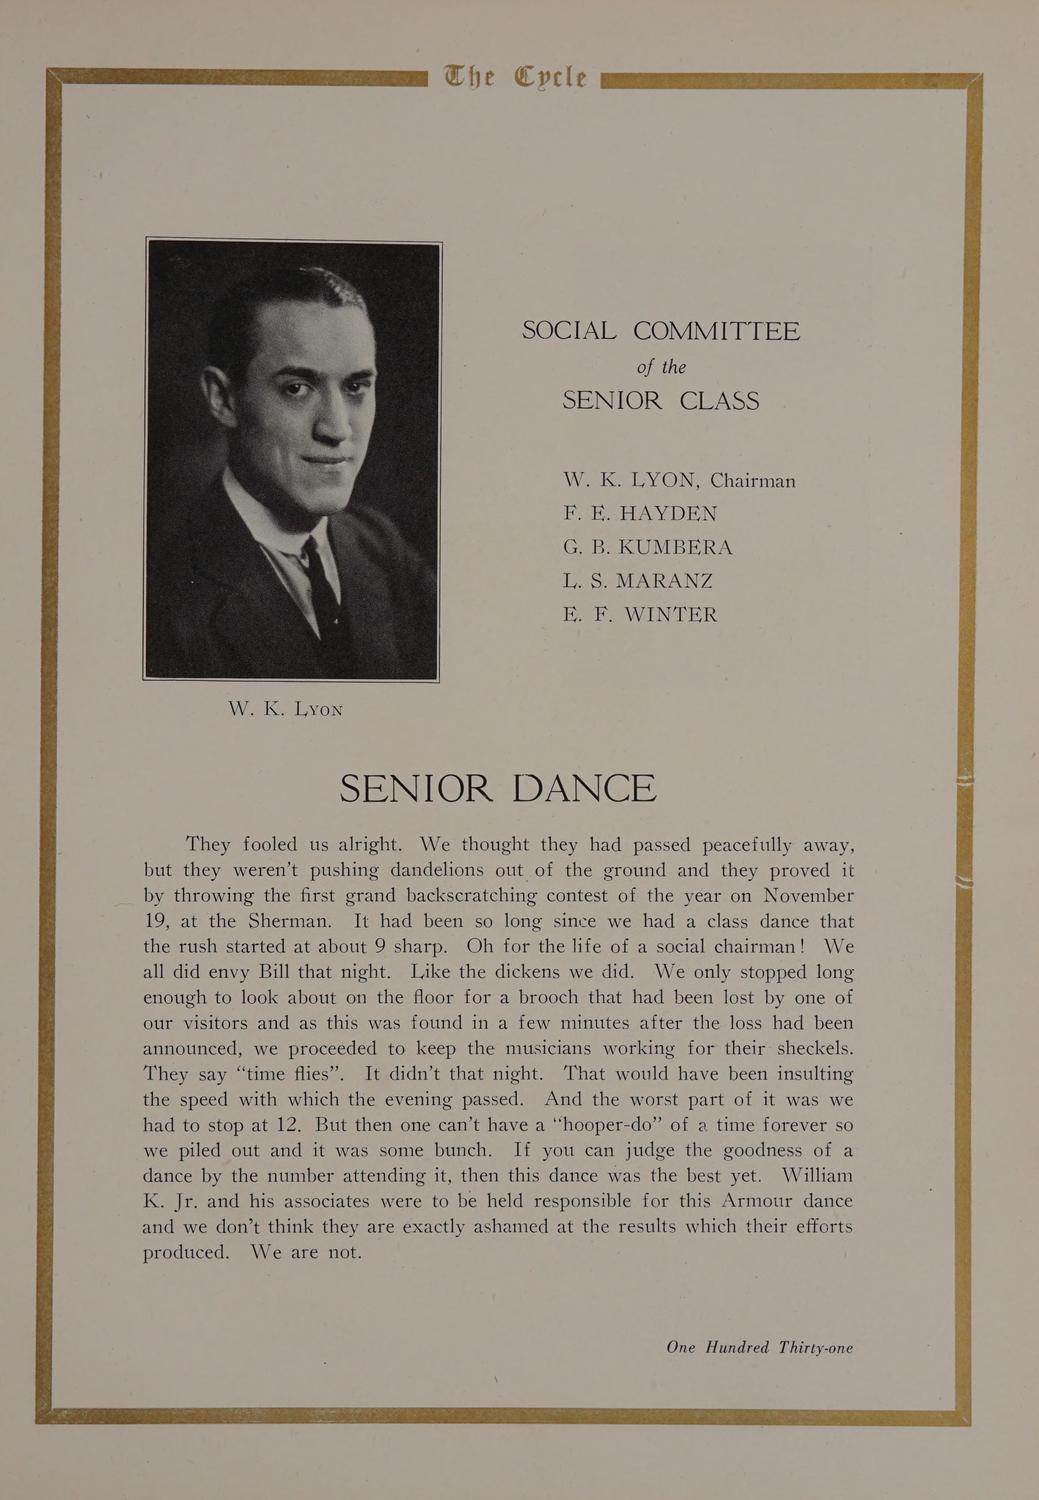 The Cycle
SOCIAL COMMITTEE
of the
SENIOR CLASS
W. K. LYON, Chairman
F. E. HAYDEN
G. B. KUMBERA
L. S. MARANZ
E. F. WINTER
W. K. Lyon
SENIOR DANCE
They fooled us alright. We thought they had passed peacefully away,
but they weren't pushing dandelions out of the ground and they proved it
by throwing the first grand backscratching contest of the year on November
19, at the Sherman. It had been so long since we had a class dance that
the rush started at about 9 sharp. Oh for the life of a social chairman! We
all did envy Bill that night. Like the dickens we did. We only stopped long
enough to look about on the floor for a brooch that had been lost by one of
our visitors and as this was found in a few minutes after the loss had been
announced, we proceeded to keep the musicians working for their sheckels.
They say “time flies”. It didn't that night. That would have been insulting
the speed with which the evening passed. And the worst part of it was we
had to stop at 12. But then one can't have a “hooper-do” of a time forever so
we piled out and it was some bunch. If you can judge the goodness of a
dance by the number attending it, then this dance was the best yet. William
K. Jr. and his associates were to be held responsible for this Armour dance
and we don't think they are exactly ashamed at the results which their efforts
produced. We are not.
One Hundred Thirty-one